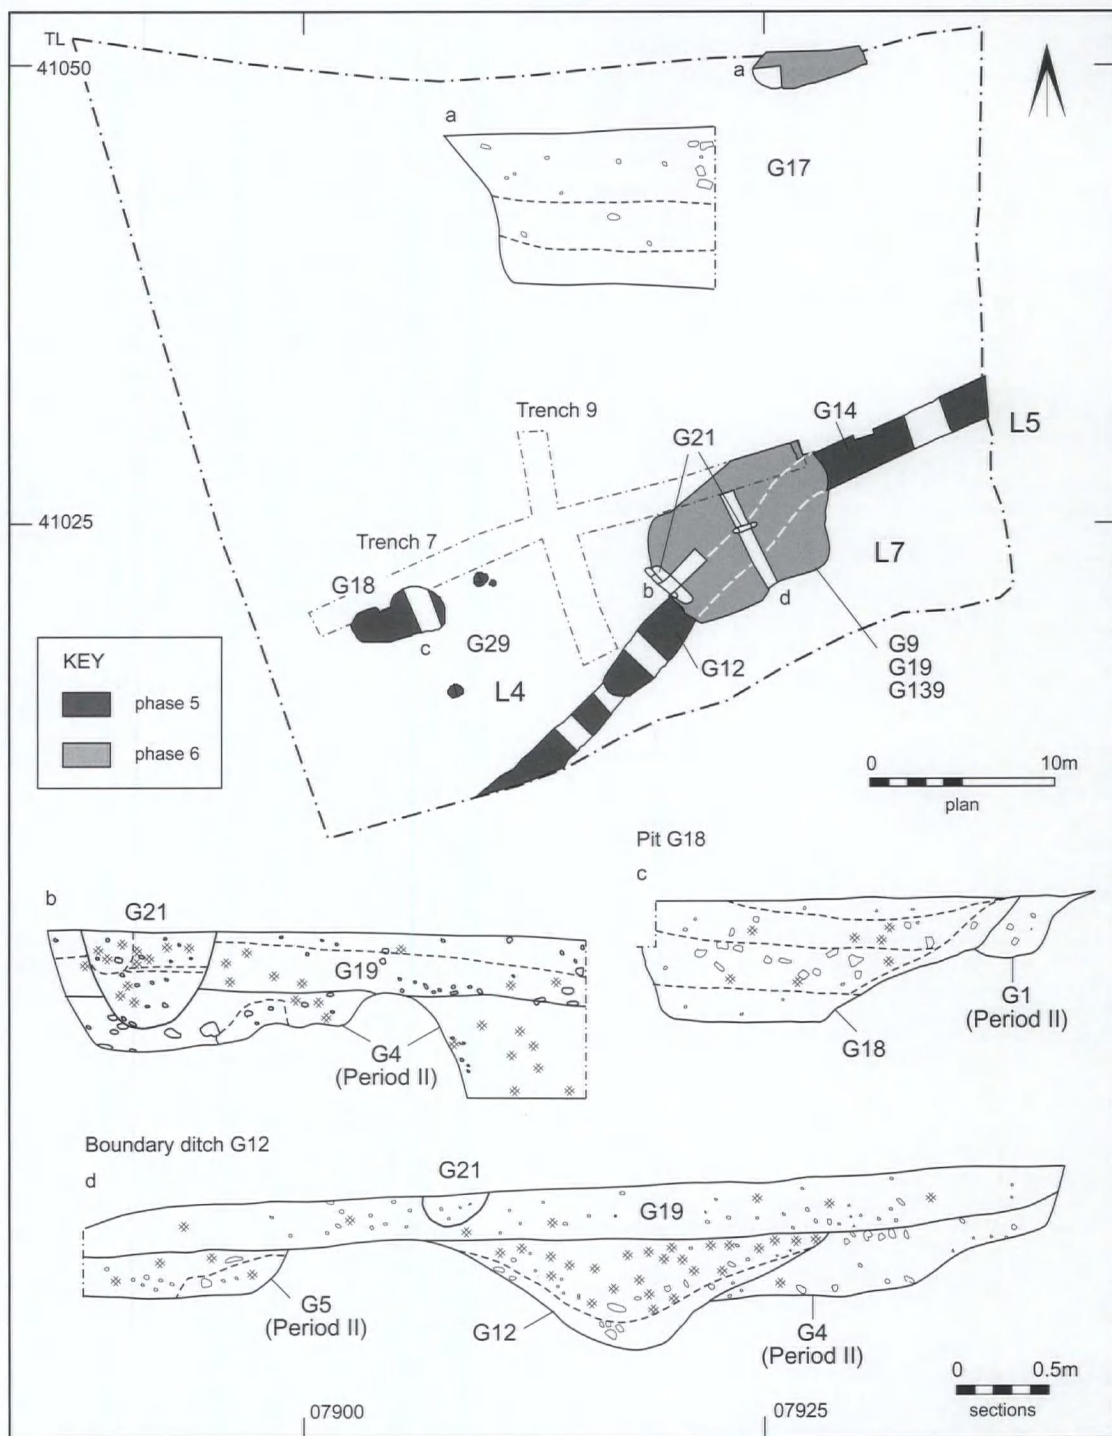 TL
41050
a
a
G17
Trench 9
G14
G21
L5
41025
Trench 7
L7
G18
b
d
c
G29
G12
G9
G19
G139
L4
KEY
phase 5
phase 6
0 10m
plan
Pit G18
c
b
G21
G19
G4
(Period II)
G1
(Period II)
G18
Boundary ditch G12
d
G21
G19
G5
(Period II)
G12
G4
(Period II)
0 0.5m
sections
07900
07925